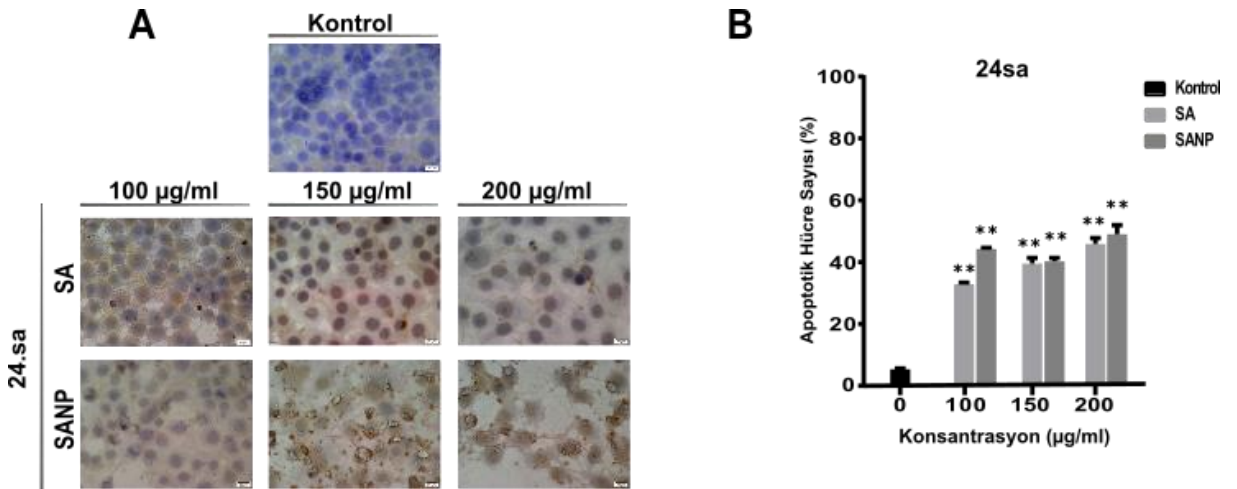 A
Kontrol
100 µg/ml
150 µg/ml
200 µg/ml
24.sa
SA
SANP
B
24sa
Kontrol
SA
SANP
Apoptotik Hücre Sayısı (%)
100
80
60
40
20
0
** ** ** ** ** **
0 100 150 200
Konsantrasyon (µg/ml)